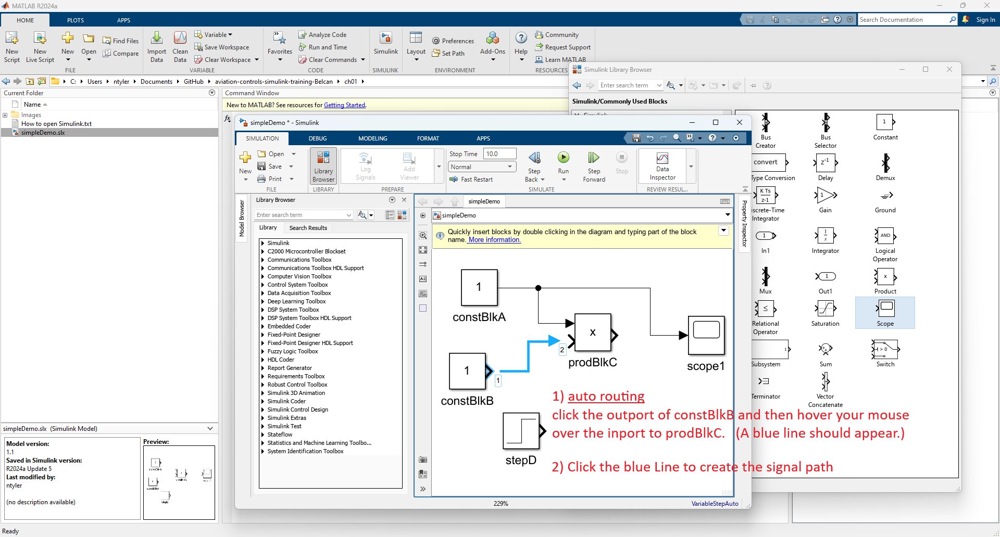 MATLAB R2024a
HOME PLOTS APPS
Search Documentation
Sign In
New Script
New Live Script
New
Open
Find Files
Compare
FILE
Import Data
Clean Data
Variable
Save Workspace
Clear Workspace
VARIABLE
Favorites
Analyze Code
Run and Time
Clear Commands
CODE
Simulink
SIMULINK
Layout
Preferences
Set Path
Add-Ons
ENVIRONMENT
Help
Community
Request Support
Learn MATLAB
RESOURCES
C: Users ntyler Documents GitHub aviation-controls-simulink-training-Belcan ch01
Current Folder
Name
Images
How to open Simulink.txt
simpleDemo.slx
Command Window
New to MATLAB? See resources for Getting Started.
fx
simpleDemo * - Simulink
SIMULATION DEBUG MODELING FORMAT APPS
New
Open
Save
Print
FILE
Library Browser
LIBRARY
Log Signals
Add Viewer
PREPARE
Stop Time 10.0
Normal
Fast Restart
Step Back
Run
Step Forward
Stop
SIMULATE
Data Inspector
REVIEW RESUL...
Model Browser
Library Browser
Enter search term
Library Search Results
Simulink
C2000 Microcontroller Blockset
Communications Toolbox
Communications Toolbox HDL Support
Computer Vision Toolbox
Control System Toolbox
Data Acquisition Toolbox
Deep Learning Toolbox
DSP System Toolbox
DSP System Toolbox HDL Support
Embedded Coder
Fixed-Point Designer
Fixed-Point Designer HDL Support
Fuzzy Logic Toolbox
HDL Coder
Report Generator
Requirements Toolbox
Robust Control Toolbox
Simulink 3D Animation
Simulink Coder
Simulink Control Design
Simulink Extras
Simulink Test
Stateflow
Statistics and Machine Learning Toolbo...
System Identification Toolbox
simpleDemo
simpleDemo
Quickly insert blocks by double clicking in the diagram and typing part of the block
name. More information.
Property Inspector
1
constBlkA
x
prodBlkC
scope1
2
1
constBlkB
1
stepD
1) auto routing
click the outport of constBlkB and then hover your mouse
over the inport to prodBlkC. (A blue line should appear.)
2) Click the blue Line to create the signal path
229%
VariableStepAuto
Simulink Library Browser
Enter search term
Simulink/Commonly Used Blocks
Bus Creator
Bus Selector
1
Constant
convert
Type Conversion
z-1
Delay
Demux
K Ts
z-1
iscrete-Time
Integrator
1
Gain
Ground
1
In1
1
s
Integrator
AND
Logical Operator
Mux
1
Out1
x
Product
≤
Relational Operator
Saturation
Scope
1
Subsystem
Sum
> 0
Switch
Terminator
Vector Concatenate
simpleDemo.slx (Simulink Model)
Model version:
1.1
Saved in Simulink version:
R2024a Update 5
Last modified by:
ntyler
(no description available)
Preview:
Ready